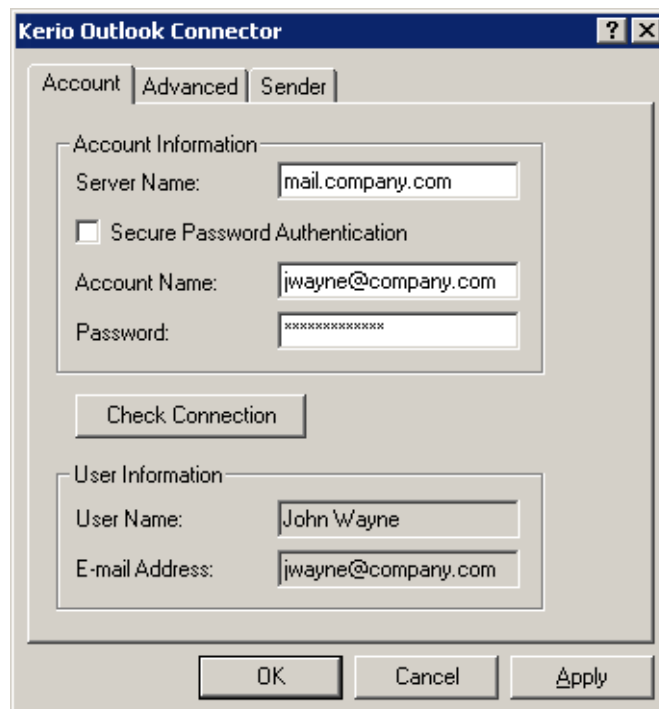 Kerio Outlook Connector
Account Advanced Sender
Account Information
Server Name: mail.company.com
Secure Password Authentication
Account Name: jwayne@company.com
Password: *************
Check Connection
User Information
User Name: John Wayne
E-mail Address: jwayne@company.com
OK Cancel Apply